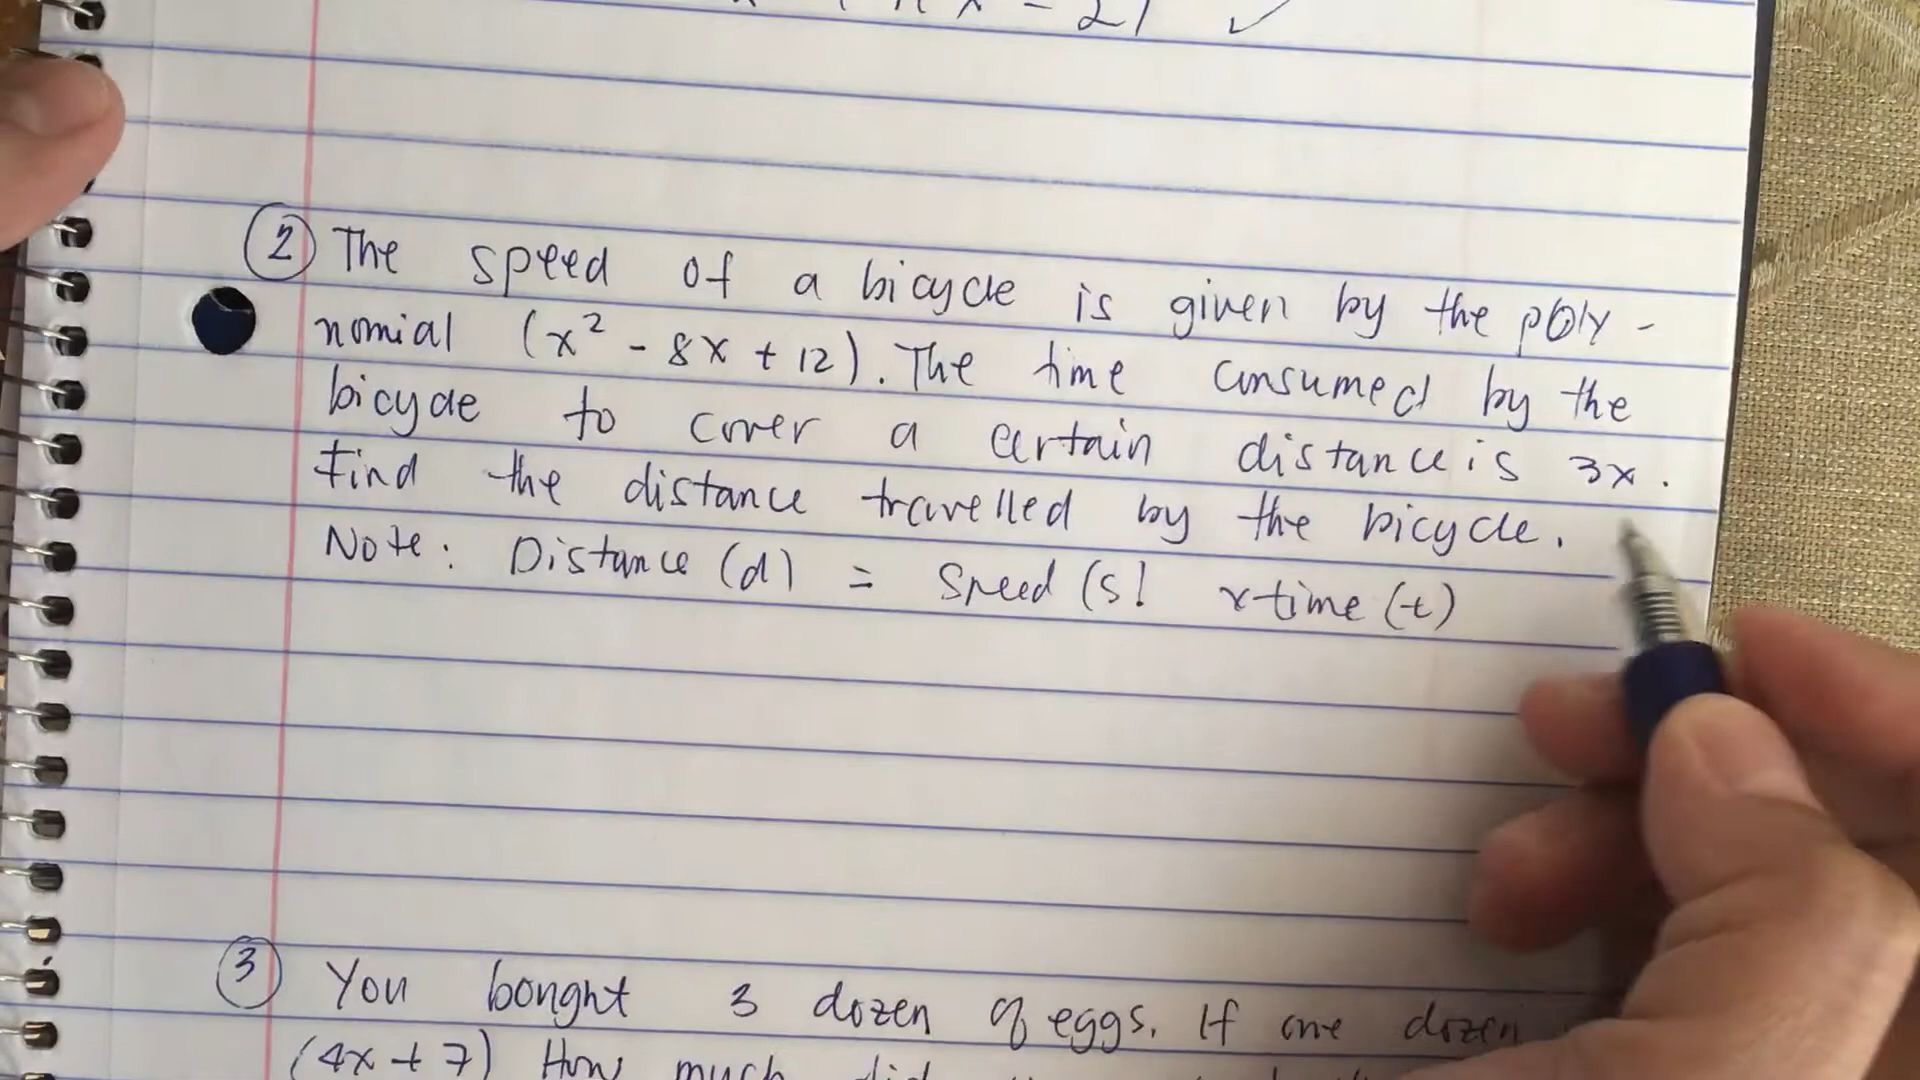 ② The speed of a bicycle is given by the poly -
nomial (x² - 8x + 12). The time consumed by the
bicycle to cover a certain distance is 3x.
Find the distance travelled by the bicycle.
Note: Distance (d) = Speed (s) x time (t)
③ You bought 3 dozen of eggs. If one dozen
(4x + 7) How much did